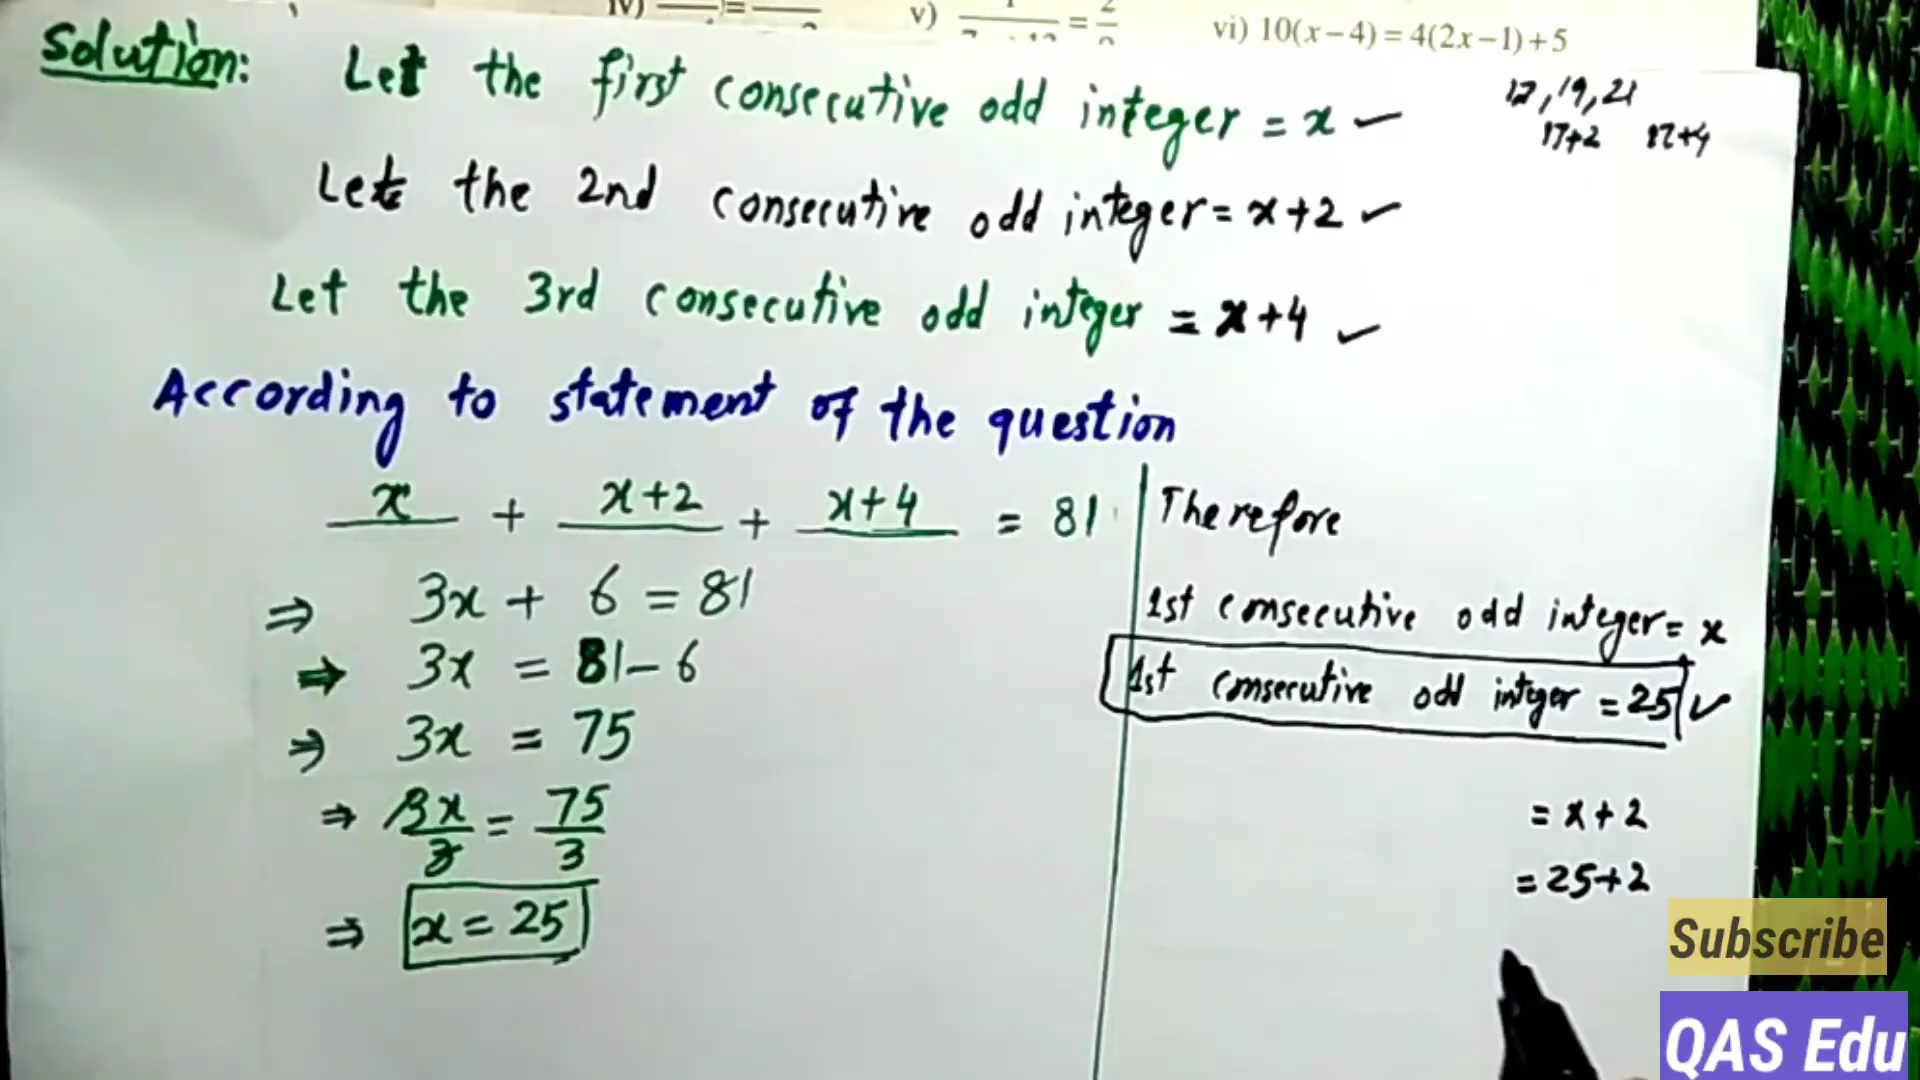 v) = 2
vi) 10(x−4) = 4(2x−1)+5
Solution: Let the first consecutive odd integer = x ✓
17, 19, 21
17+2 17+4
Let the 2nd consecutive odd integer = x+2 ✓
Let the 3rd consecutive odd integer = x+4 ✓
According to statement of the question
x + x+2 + x+4 = 81
⇒ 3x + 6 = 81
⇒ 3x = 81 − 6
⇒ 3x = 75
⇒ 3x/3 = 75/3
⇒ x = 25
Therefore
1st consecutive odd integer = x
1st consecutive odd integer = 25 ✓
= x+2
= 25+2
Subscribe
QAS Edu